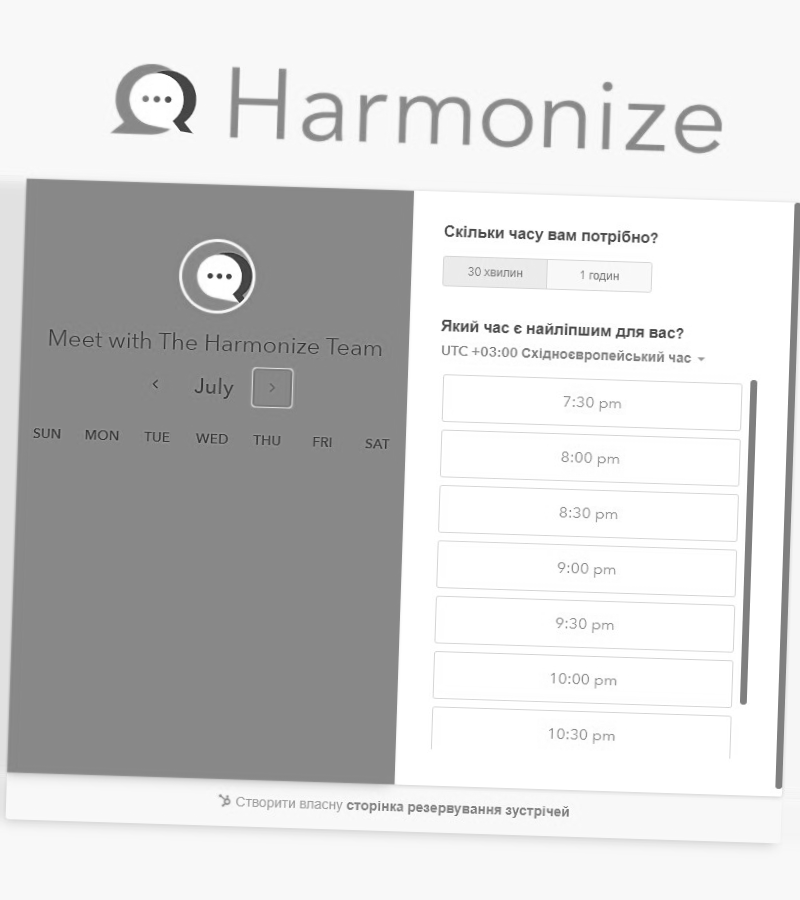 Harmonize
Meet with The Harmonize Team
July
SUN MON TUE WED THU FRI SAT
Скільки часу вам потрібно?
30 хвилин 1 годин
Який час є найліпшим для вас?
UTC +03:00 Східноєвропейський час
7:30 pm
8:00 pm
8:30 pm
9:00 pm
9:30 pm
10:00 pm
10:30 pm
Створити власну сторінка резервування зустрічей